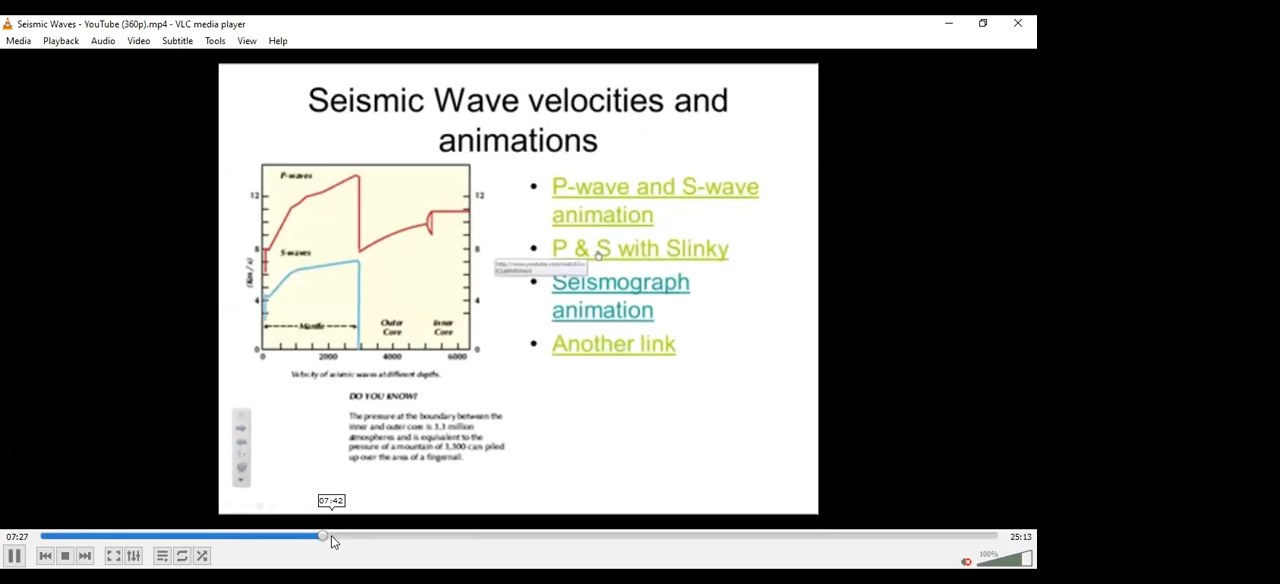 Seismic Waves - YouTube (360p).mp4 - VLC media player
Media Playback Audio Video Subtitle Tools View Help
Seismic Wave velocities and
animations
P-waves
S-waves
12
8
4
0
(Km / s)
12
8
4
0
Mantle
Outer
Core
Inner
Core
0 2000 4000 6000
Velocity of seismic waves at different depths.
• P-wave and S-wave
animation
• P & S with Slinky
• Seismograph
animation
• Another link
DO YOU KNOW?
The pressure at the boundary between the
inner and outer core is 3.3 million
atmospheres and is equivalent to the
pressure of a mountain of 3,300 cars piled
up over the area of a fingernail.
07:42
07:27
25:13
100%